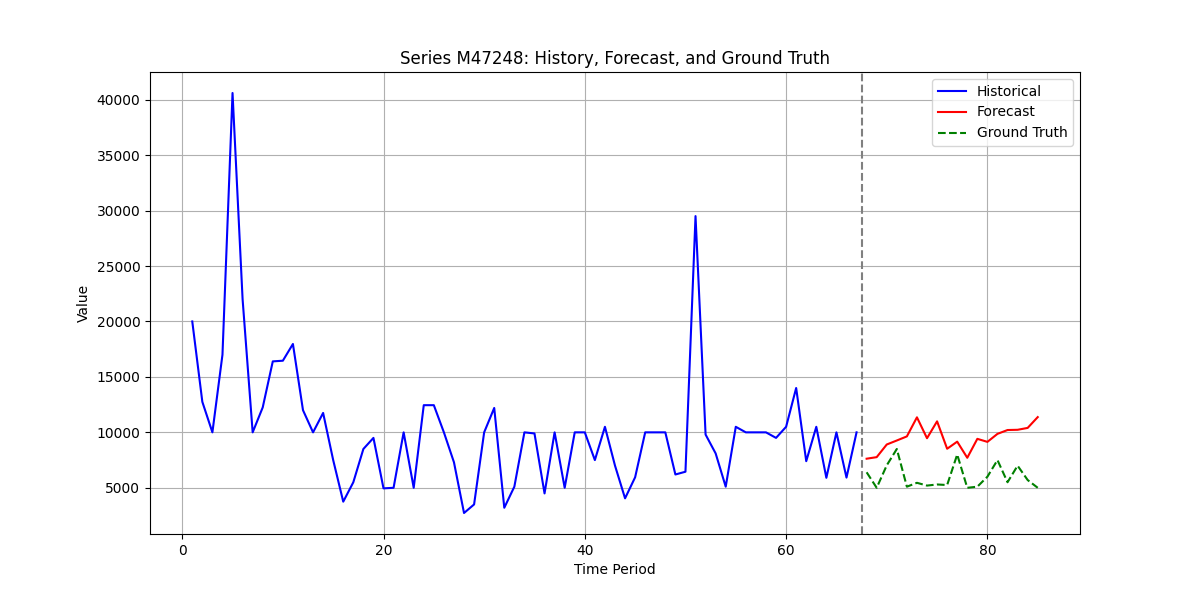 Series M47248: History, Forecast, and Ground Truth
Historical
Forecast
Ground Truth
40000
35000
30000
25000
20000
15000
10000
5000
Value
0
20
40
60
80
Time Period